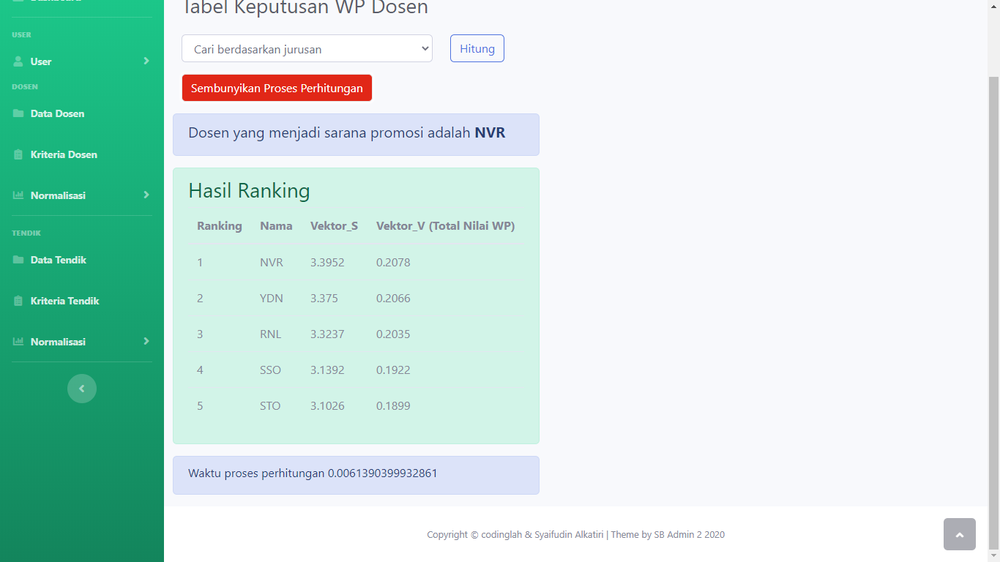 Dashboard
USER
User
DOSEN
Data Dosen
Kriteria Dosen
Normalisasi
TENDIK
Data Tendik
Kriteria Tendik
Normalisasi
Tabel Keputusan WP Dosen
Cari berdasarkan jurusan
Hitung
Sembunyikan Proses Perhitungan
Dosen yang menjadi sarana promosi adalah NVR
Hasil Ranking
Ranking Nama Vektor_S Vektor_V (Total Nilai WP)
1 NVR 3.3952 0.2078
2 YDN 3.375 0.2066
3 RNL 3.3237 0.2035
4 SSO 3.1392 0.1922
5 STO 3.1026 0.1899
Waktu proses perhitungan 0.0061390399932861
Copyright © codinglah & Syaifudin Alkatiri | Theme by SB Admin 2 2020